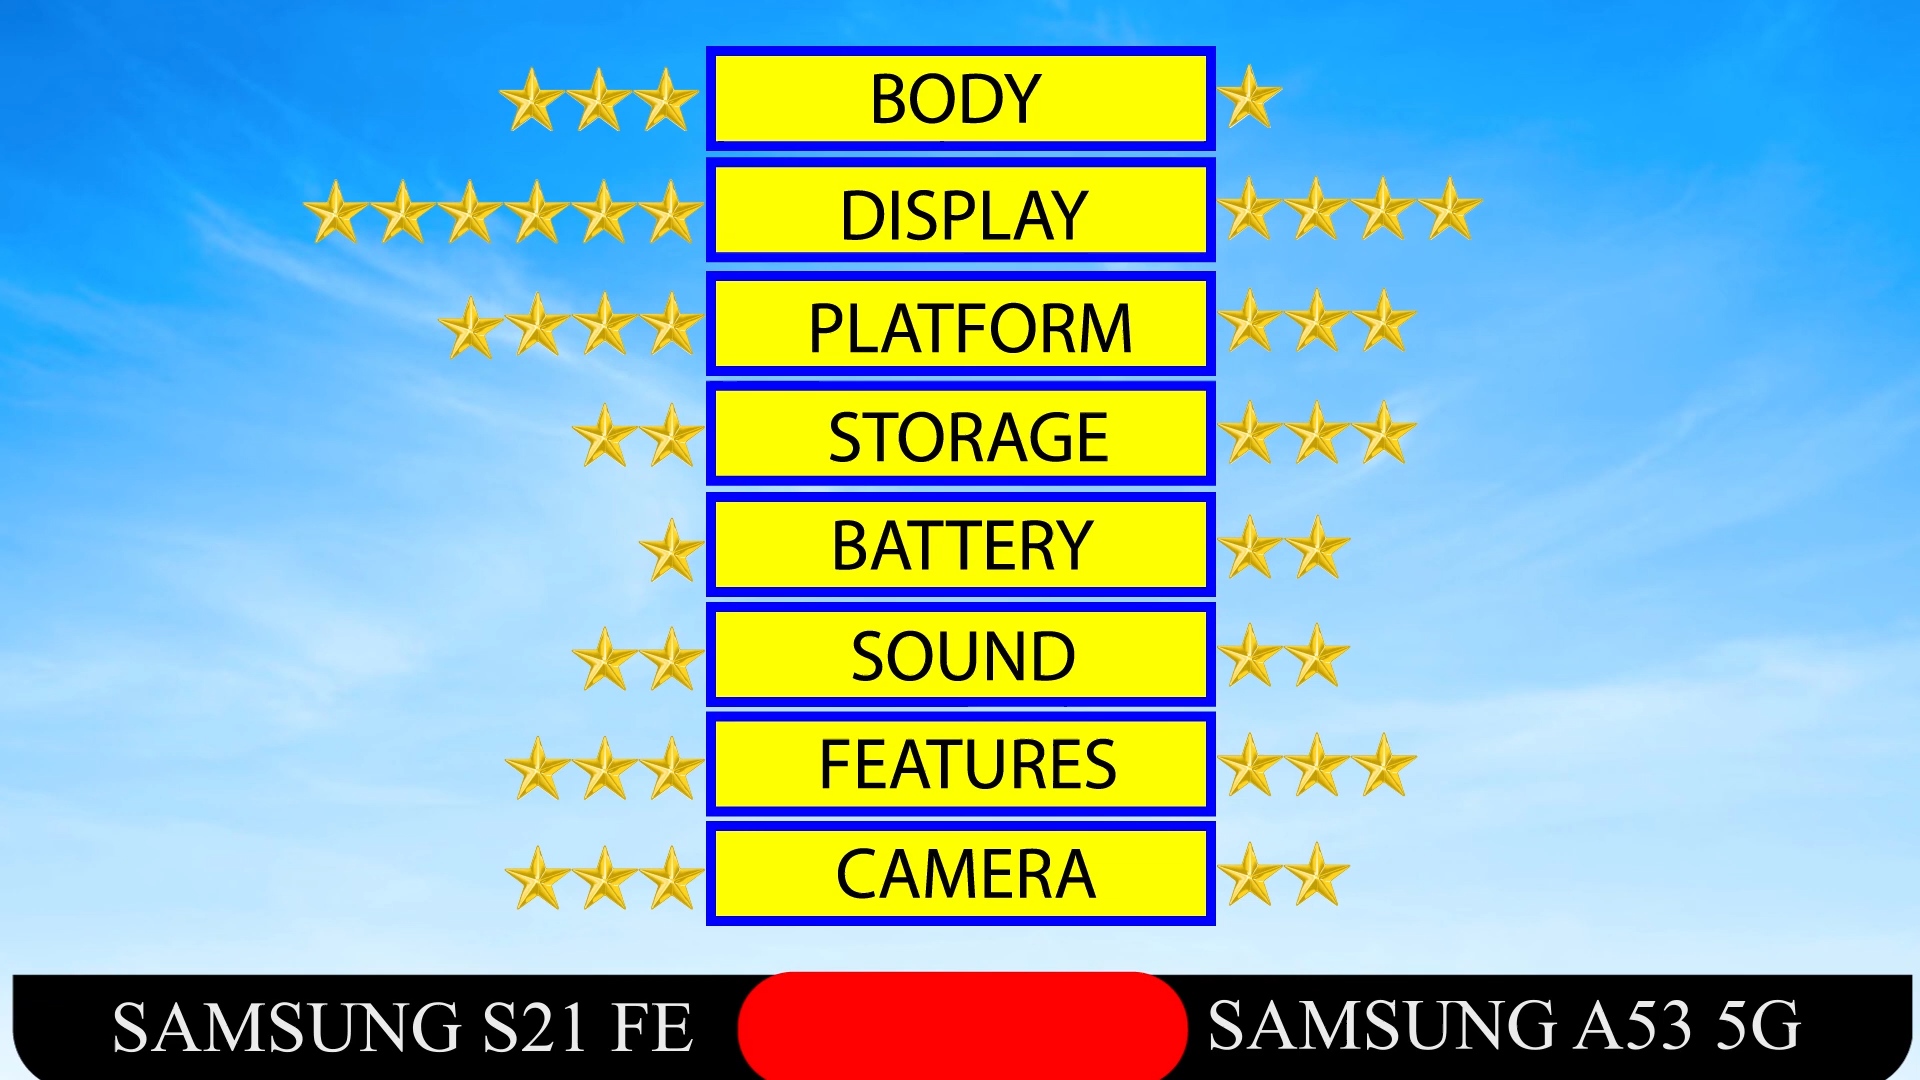 BODY
DISPLAY
PLATFORM
STORAGE
BATTERY
SOUND
FEATURES
CAMERA
SAMSUNG S21 FE
SAMSUNG A53 5G